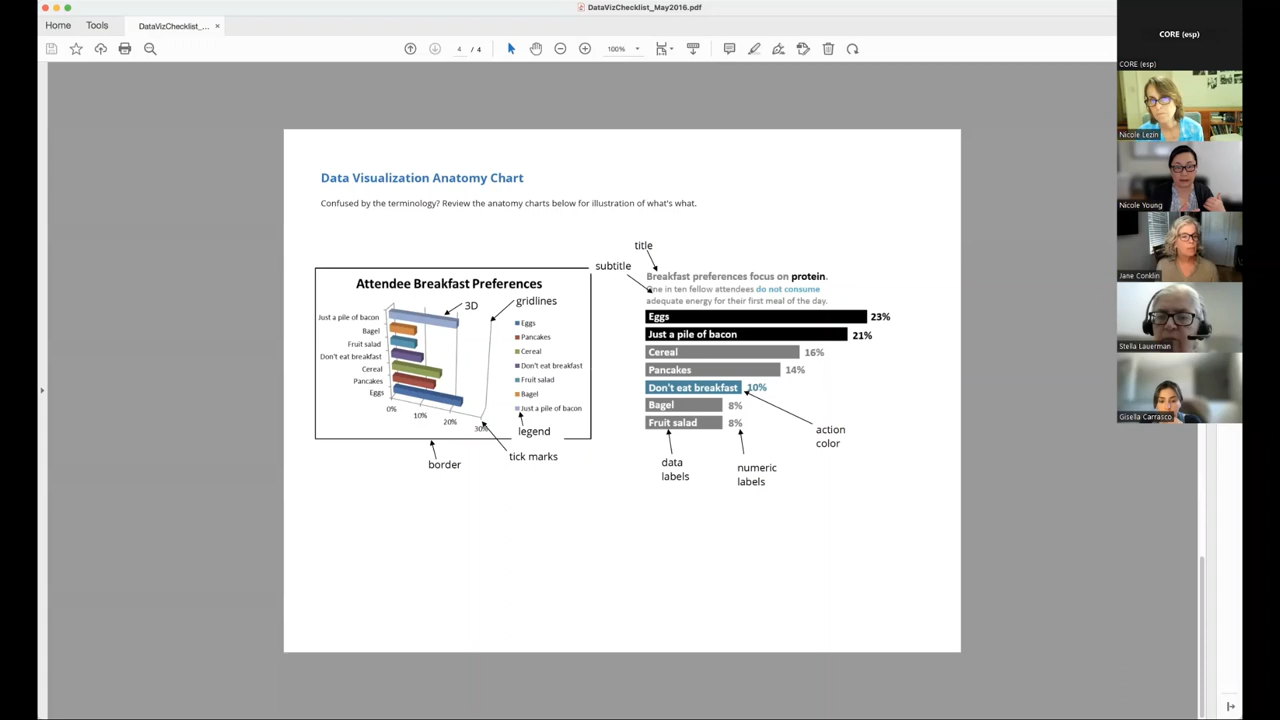 DataVizChecklist_May2016.pdf
Home
Tools
DataVizChecklist_... ×
4 / 4
100%
CORE (esp)
CORE (esp)
Nicole Lezin
Nicole Young
Jane Conklin
Stella Lauerman
Gisella Carrasco
Data Visualization Anatomy Chart
Confused by the terminology? Review the anatomy charts below for illustration of what's what.
Attendee Breakfast Preferences
3D
gridlines
Just a pile of bacon
Bagel
Fruit salad
Don't eat breakfast
Cereal
Pancakes
Eggs
0%
10%
20%
30%
Eggs
Pancakes
Cereal
Don't eat breakfast
Fruit salad
Bagel
Just a pile of bacon
legend
tick marks
border
title
subtitle
Breakfast preferences focus on protein.
One in ten fellow attendees do not consume
adequate energy for their first meal of the day.
Eggs 23%
Just a pile of bacon 21%
Cereal 16%
Pancakes 14%
Don't eat breakfast 10%
Bagel 8%
Fruit salad 8%
action
color
data
labels
numeric
labels